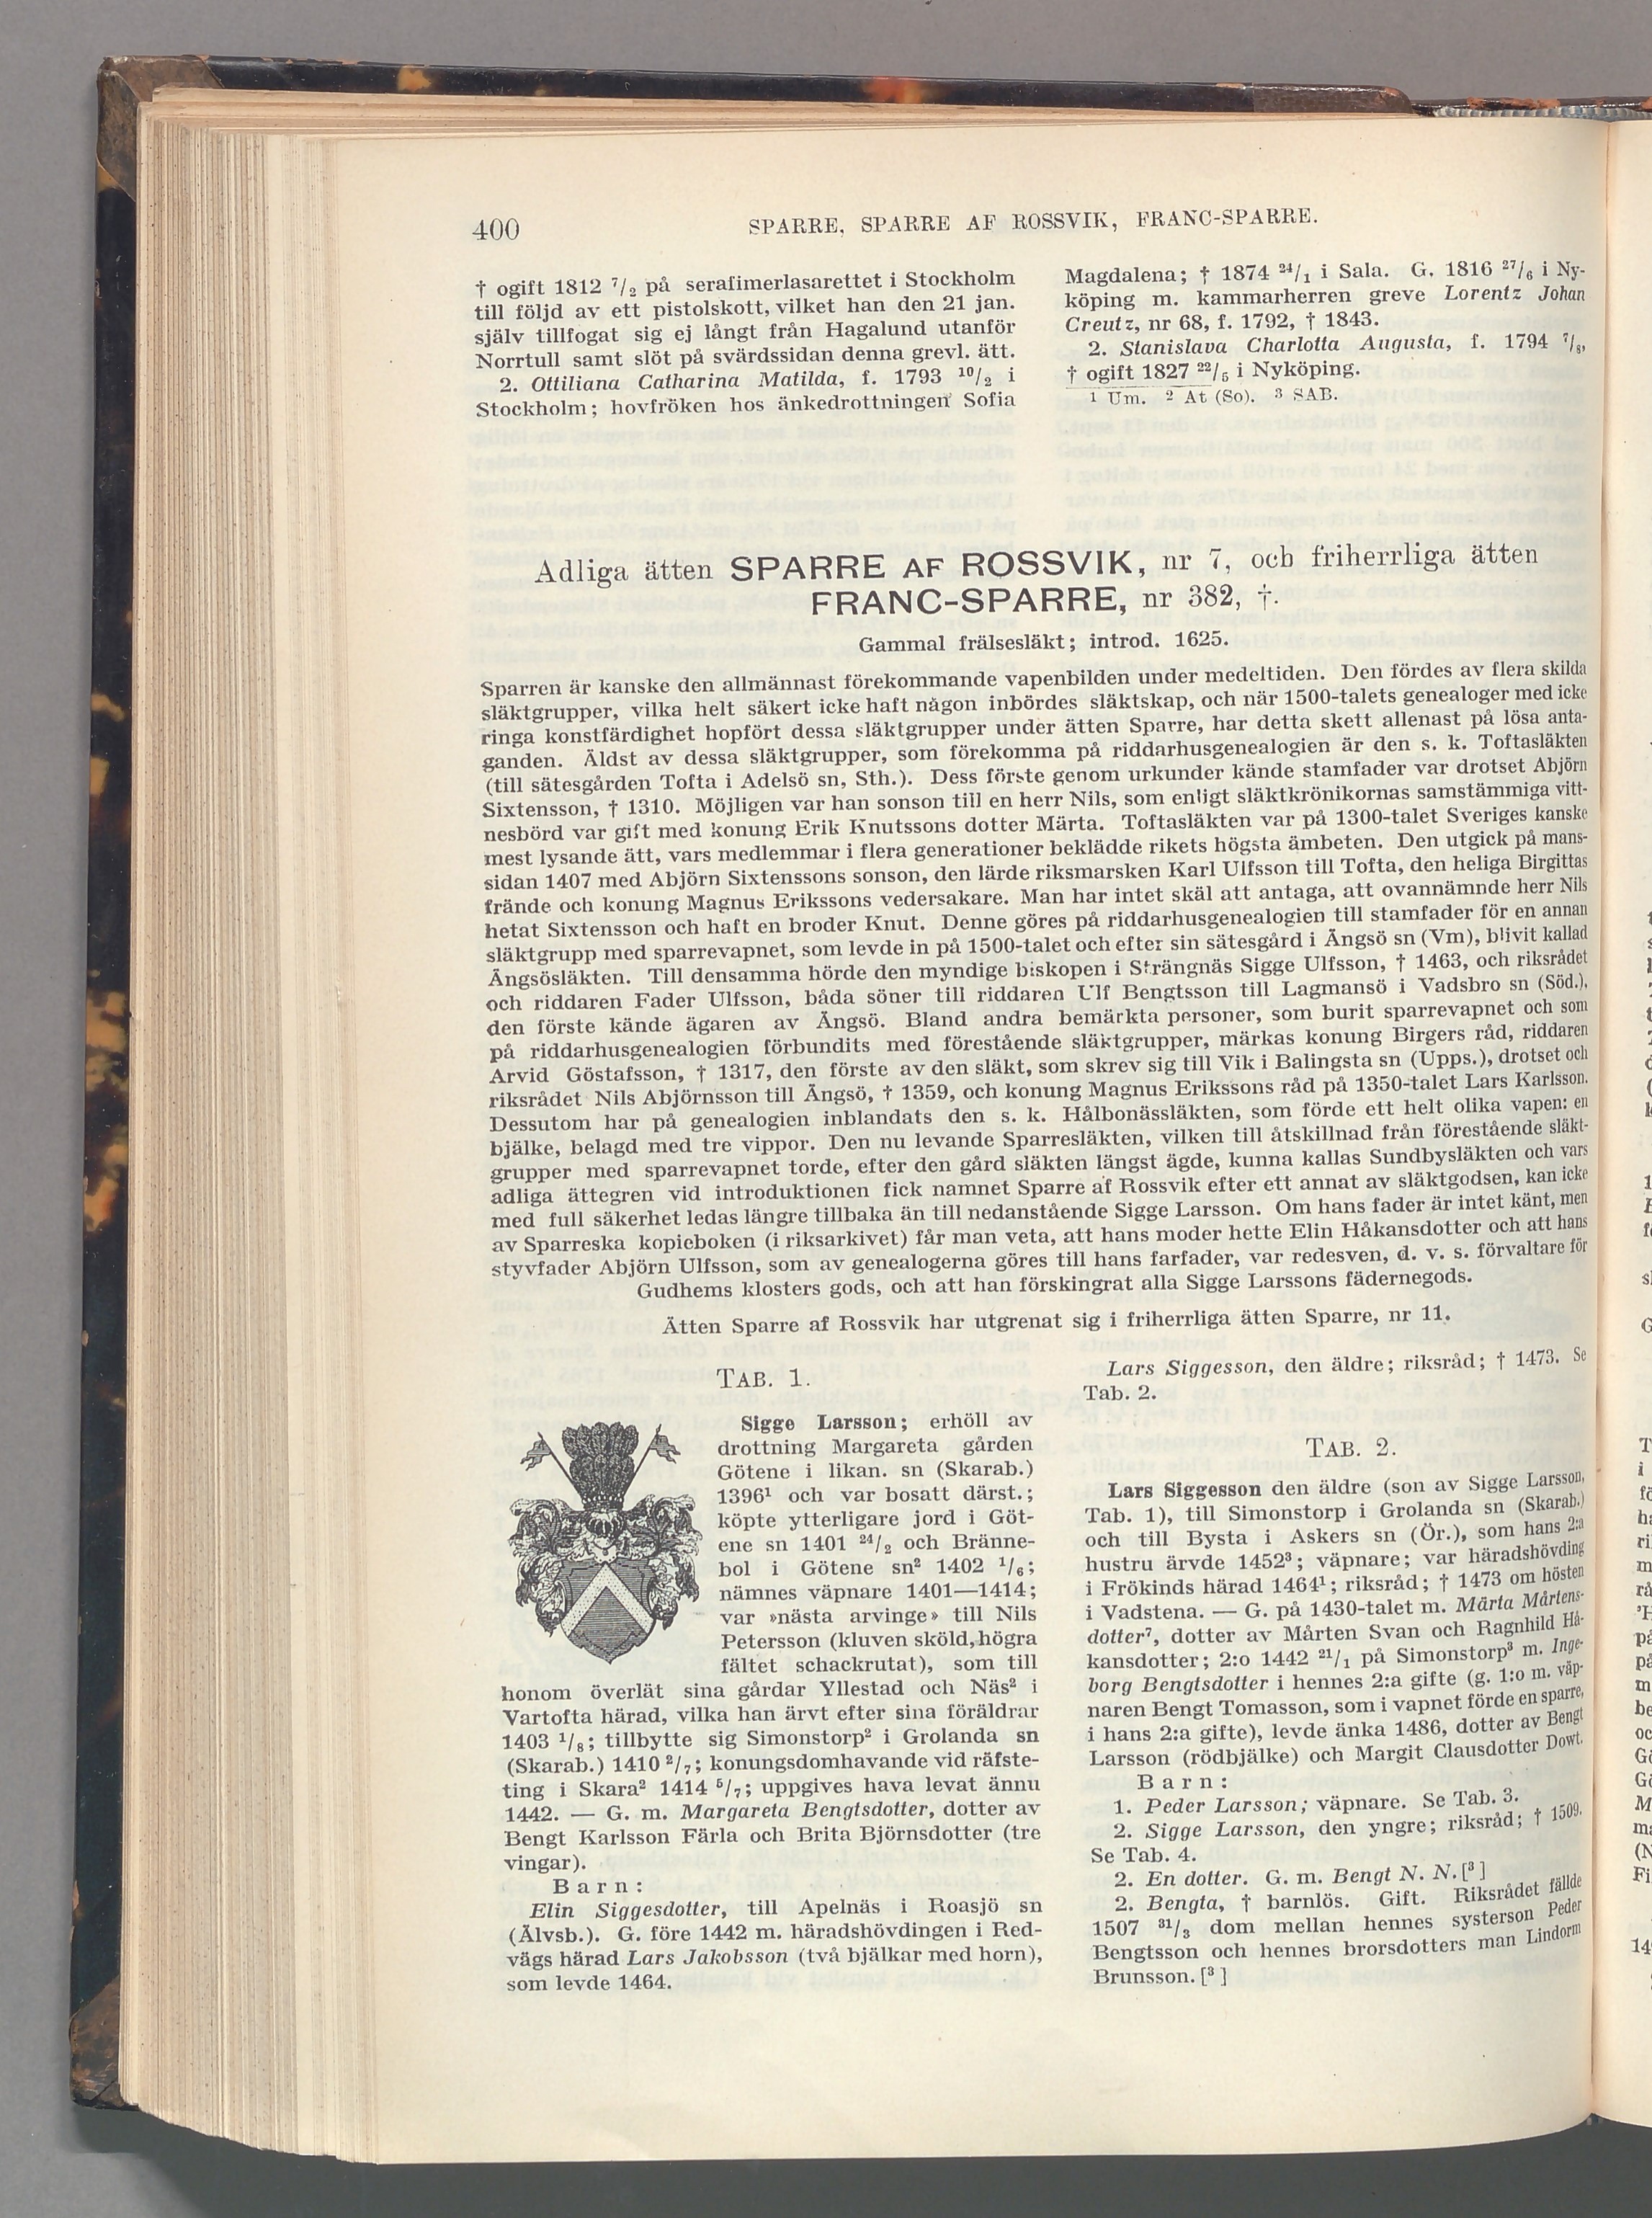 400
SPARRE, SPARRE AF ROSSVIK, FRANC-SPARRE.
† ogift 1812 ⁷/₂ på serafimerlasarettet i Stockholm
till följd av ett pistolskott, vilket han den 21 jan.
själv tillfogat sig ej långt från Hagalund utanför
Norrtull samt slöt på svärdssidan denna grevl. ätt.
2. Ottiliana Catharina Matilda, f. 1793 ¹⁰/₂ i
Stockholm; hovfröken hos änkedrottningen Sofia
Magdalena; † 1874 ²⁴/₁ i Sala. G. 1816 ²⁷/₆ i Ny-
köping m. kammarherren greve Lorentz Johan
Creutz, nr 68, f. 1792, † 1843.
2. Stanislava Charlotta Augusta, f. 1794 ⁷/₈,
† ogift 1827 ²²/₅ i Nyköping.
¹ Um. ² At (So). ³ SAB.
Adliga ätten SPARRE AF ROSSVIK, nr 7, och friherrliga ätten
FRANC-SPARRE, nr 382, †.
Gammal frälsesläkt; introd. 1625.
Sparren är kanske den allmännast förekommande vapenbilden under medeltiden. Den fördes av flera skilda
släktgrupper, vilka helt säkert icke haft någon inbördes släktskap, och när 1500-talets genealoger med icke
ringa konstfärdighet hopfört dessa släktgrupper under ätten Sparre, har detta skett allenast på lösa anta-
ganden. Äldst av dessa släktgrupper, som förekomma på riddarhusgenealogien är den s. k. Toftasläkten
(till sätesgården Tofta i Adelsö sn, Sth.). Dess förste genom urkunder kände stamfader var drotset Abjörn
Sixtensson, † 1310. Möjligen var han sonson till en herr Nils, som enligt släktkrönikornas samstämmiga vitt-
nesbörd var gift med konung Erik Knutssons dotter Märta. Toftasläkten var på 1300-talet Sveriges kanske
mest lysande ätt, vars medlemmar i flera generationer beklädde rikets högsta ämbeten. Den utgick på mans-
sidan 1407 med Abjörn Sixtenssons sonson, den lärde riksmarsken Karl Ulfsson till Tofta, den heliga Birgittas
frände och konung Magnus Erikssons vedersakare. Man har intet skäl att antaga, att ovannämnde herr Nils
hetat Sixtensson och haft en broder Knut. Denne göres på riddarhusgenealogien till stamfader för en annan
släktgrupp med sparrevapnet, som levde in på 1500-talet och efter sin sätesgård i Ängsö sn (Vm), blivit kallad
Ängsösläkten. Till densamma hörde den myndige biskopen i Strängnäs Sigge Ulfsson, † 1463, och riksrådet
och riddaren Fader Ulfsson, båda söner till riddaren Ulf Bengtsson till Lagmansö i Vadsbro sn (Söd.),
den förste kände ägaren av Ängsö. Bland andra bemärkta personer, som burit sparrevapnet och som
på riddarhusgenealogien förbundits med förestående släktgrupper, märkas konung Birgers råd, riddaren
Arvid Göstafsson, † 1317, den förste av den släkt, som skrev sig till Vik i Balingsta sn (Upps.), drotset och
riksrådet Nils Abjörnsson till Ängsö, † 1359, och konung Magnus Erikssons råd på 1350-talet Lars Karlsson.
Dessutom har på genealogien inblandats den s. k. Hålbonässläkten, som förde ett helt olika vapen: en
bjälke, belagd med tre vippor. Den nu levande Sparresläkten, vilken till åtskillnad från förestående släkt-
grupper med sparrevapnet torde, efter den gård släkten längst ägde, kunna kallas Sundbysläkten och vars
adliga ättegren vid introduktionen fick namnet Sparre af Rossvik efter ett annat av släktgodsen, kan icke
med full säkerhet ledas längre tillbaka än till nedanstående Sigge Larsson. Om hans fader är intet känt, men
av Sparreska kopieboken (i riksarkivet) får man veta, att hans moder hette Elin Håkansdotter och att hans
styvfader Abjörn Ulfsson, som av genealogerna göres till hans farfader, var redesven, d. v. s. förvaltare för
Gudhems klosters gods, och att han förskingrat alla Sigge Larssons fädernegods.
Ätten Sparre af Rossvik har utgrenat sig i friherrliga ätten Sparre, nr 11.
TAB. 1.
Sigge Larsson; erhöll av
drottning Margareta gården
Götene i likan. sn (Skarab.)
1396¹ och var bosatt därst.;
köpte ytterligare jord i Göt-
ene sn 1401 ²⁴/₂ och Bränne-
bol i Götene sn² 1402 ¹/₆;
nämnes väpnare 1401—1414;
var »nästa arvinge» till Nils
Petersson (kluven sköld, högra
fältet schackrutat), som till
honom överlät sina gårdar Yllestad och Näs² i
Vartofta härad, vilka han ärvt efter sina föräldrar
1403 ¹/₈; tillbytte sig Simonstorp² i Grolanda sn
(Skarab.) 1410 ²/₇; konungsdomhavande vid räfste-
ting i Skara² 1414 ⁵/₇; uppgives hava levat ännu
1442. — G. m. Margareta Bengtsdotter, dotter av
Bengt Karlsson Färla och Brita Björnsdotter (tre
vingar).
Barn:
Elin Siggesdotter, till Apelnäs i Roasjö sn
(Älvsb.). G. före 1442 m. häradshövdingen i Red-
vägs härad Lars Jakobsson (två bjälkar med horn),
som levde 1464.
Lars Siggesson, den äldre; riksråd; † 1473. Se
Tab. 2.
TAB. 2.
Lars Siggesson den äldre (son av Sigge Larsson,
Tab. 1), till Simonstorp i Grolanda sn (Skarab.)
och till Bysta i Askers sn (Ör.), som hans 2:a
hustru ärvde 1452³; väpnare; var häradshövding
i Frökinds härad 1464¹; riksråd; † 1473 om hösten
i Vadstena. — G. på 1430-talet m. Märta Mårtens-
dotter⁷, dotter av Mårten Svan och Ragnhild Hå-
kansdotter; 2:o 1442 ²¹/₁ på Simonstorp³ m. Inge-
borg Bengtsdotter i hennes 2:a gifte (g. 1:o m. väp-
naren Bengt Tomasson, som i vapnet förde en sparre,
i hans 2:a gifte), levde änka 1486, dotter av Bengt
Larsson (rödbjälke) och Margit Clausdotter Dowt.
Barn:
1. Peder Larsson; väpnare. Se Tab. 3.
2. Sigge Larsson, den yngre; riksråd; † 1509.
Se Tab. 4.
2. En dotter. G. m. Bengt N. N. [³]
2. Bengta, † barnlös. Gift. Riksrådet fällde
1507 ³¹/₃ dom mellan hennes systerson Peder
Bengtsson och hennes brorsdotters man Lindorm
Brunsson. [³]